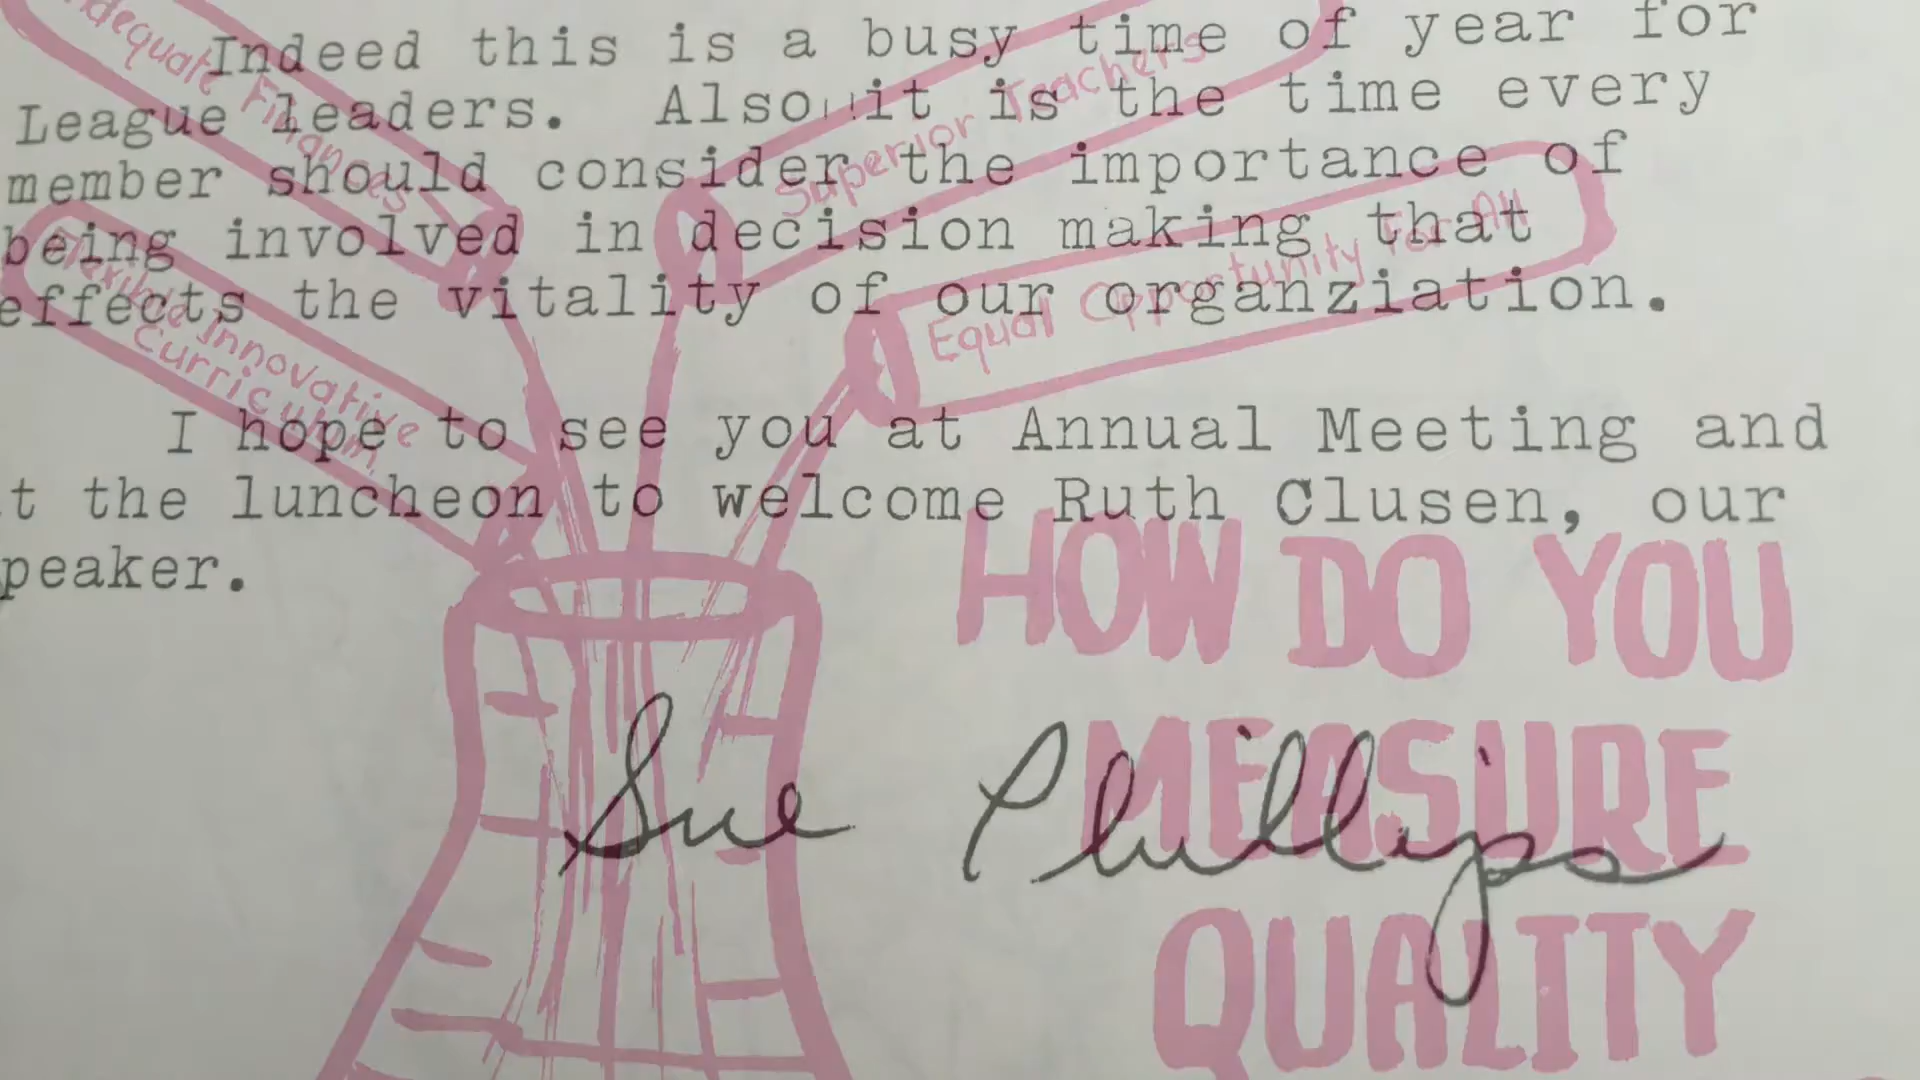 Indeed this is a busy time of year for
League leaders. Also it is the time every
member should consider the importance of
being involved in decision making that
effects the vitality of our organziation.
I hope to see you at Annual Meeting and
t the luncheon to welcome Ruth Clusen, our
peaker.
Sue Phillips
dequate Finances
Superior Teachers
Equal Opportunity For All
Flexible Innovative
Curriculum
HOW DO YOU
MEASURE
QUALITY